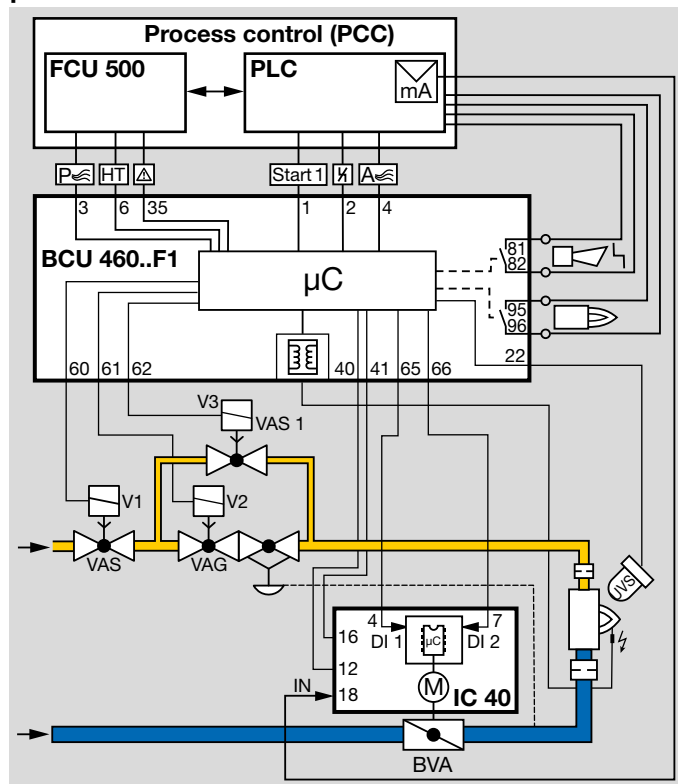 Process control (PCC)
FCU 500
PLC
mA
P
HT
Start 1
A
3
6
35
1
2
4
BCU 460..F1
µC
81
82
95
96
22
60
61
62
40
41
65
66
V3
VAS 1
V1
V2
VAS
VAG
UVS
4
7
16
DI 1
µC
DI 2
12
M
IN
18
IC 40
BVA